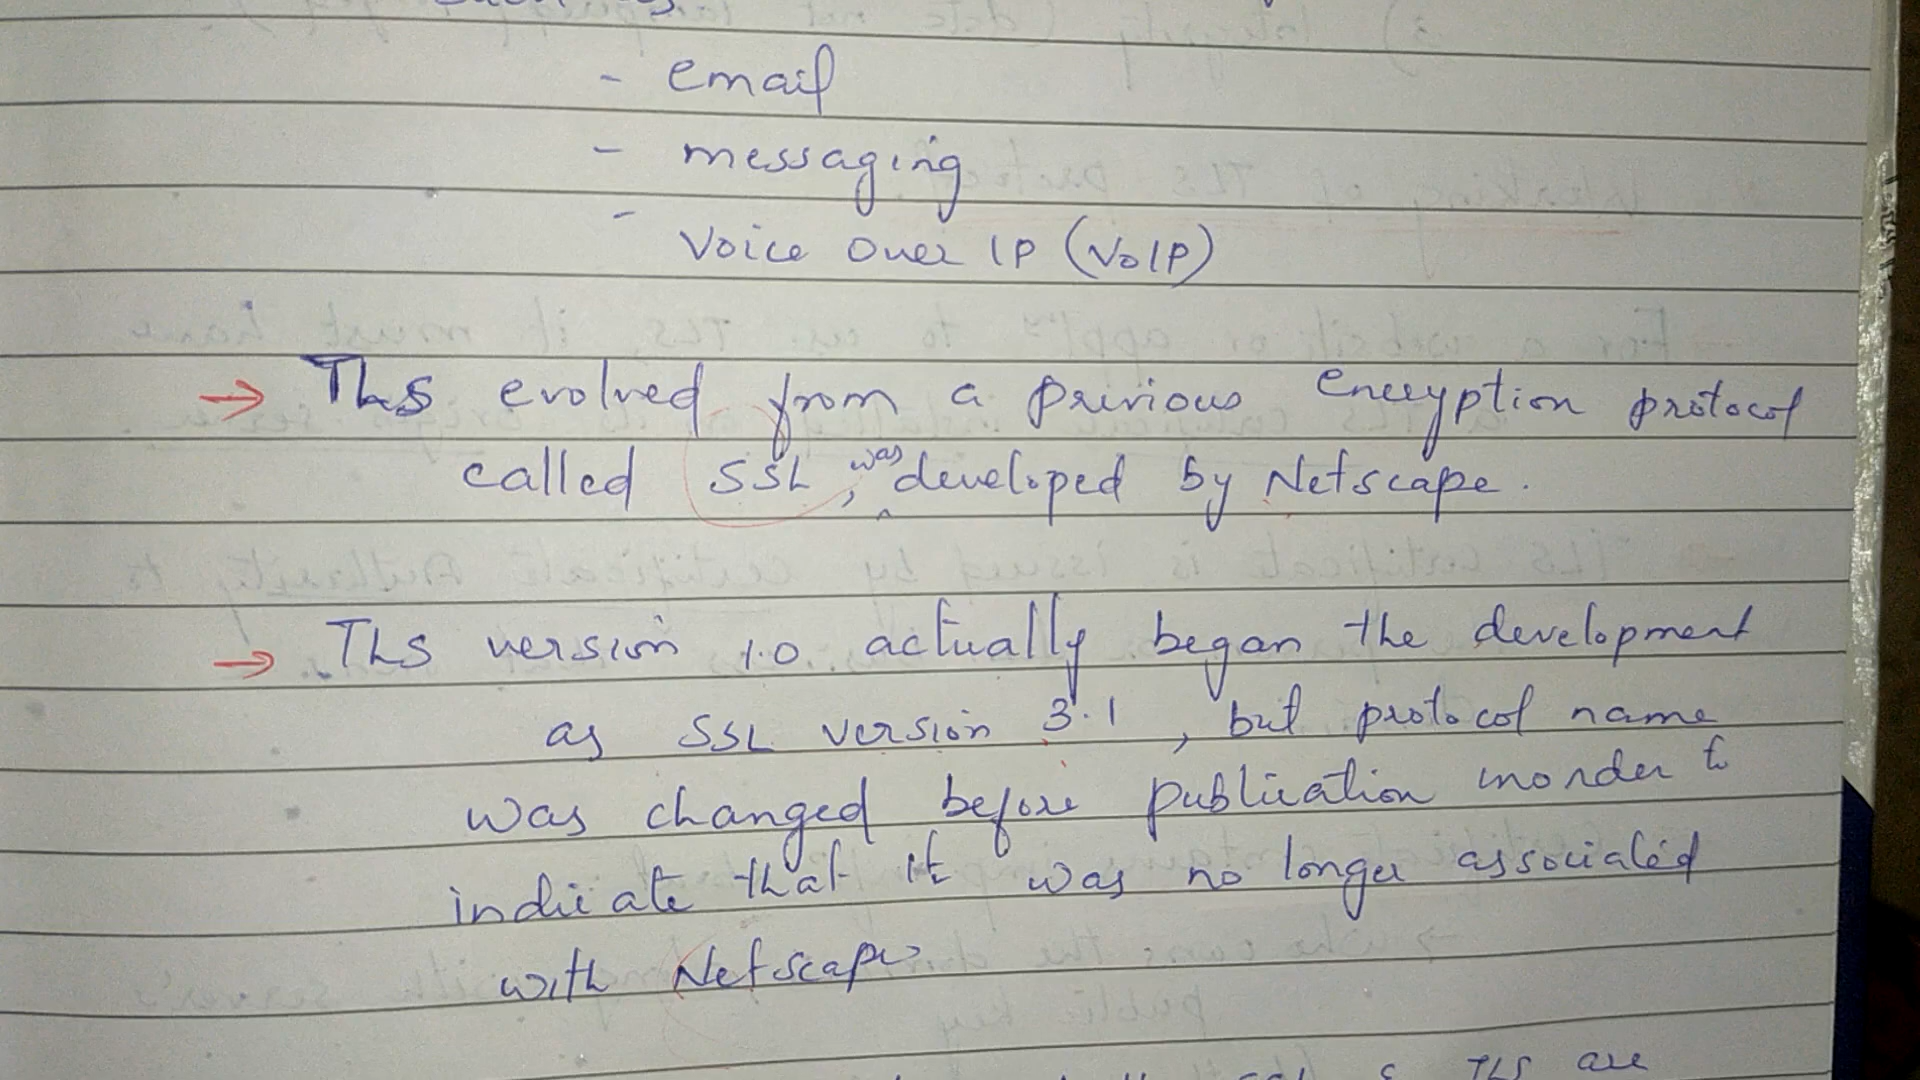 - email
- messaging
- Voice Over IP (VoIP)
→ TLS evolved from a previous encryption protocol
called SSL, was developed by Netscape.
→ TLS version 1.0 actually began the development
as SSL version 3.1, but protocol name
was changed before publication inorder to
indicate that it was no longer associated
with Netscape
TLS are